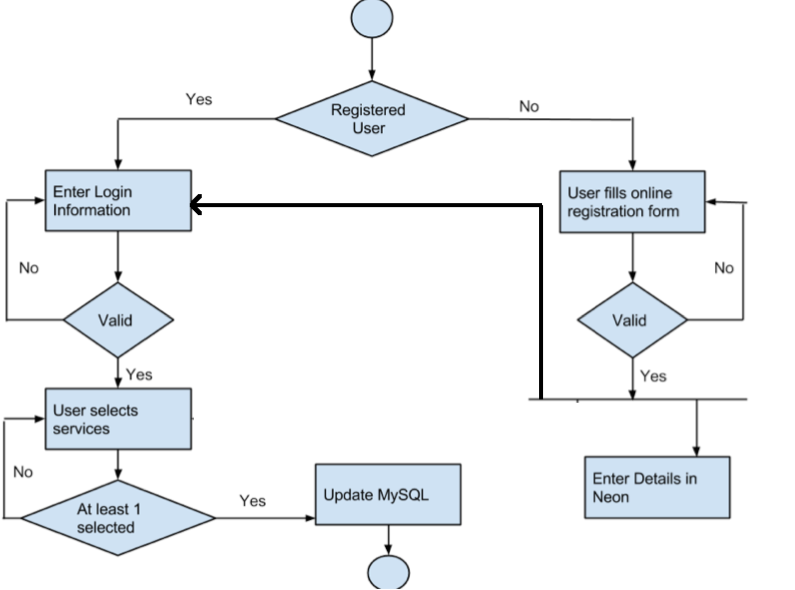 Registered
User
Yes
No
Enter Login
Information
User fills online
registration form
No
No
Valid
Valid
Yes
Yes
User selects
services
No
At least 1
selected
Yes
Update MySQL
Enter Details in
Neon